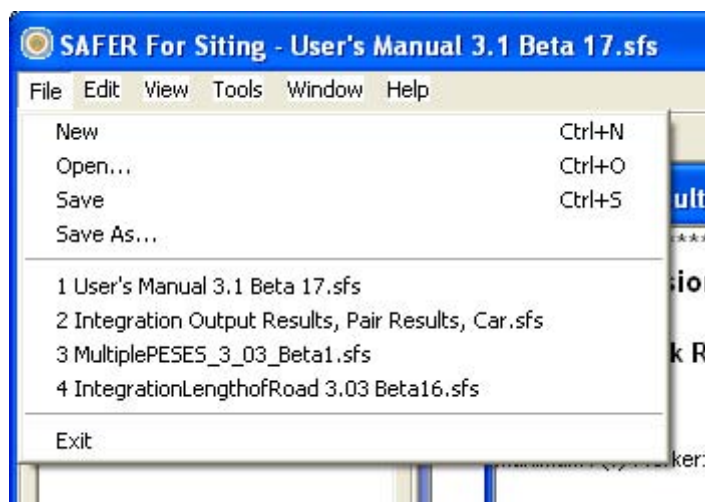 SAFER For Siting - User's Manual 3.1 Beta 17.sfs
File Edit View Tools Window Help
New Ctrl+N
Open... Ctrl+O
Save Ctrl+S
Save As...
1 User's Manual 3.1 Beta 17.sfs
2 Integration Output Results, Pair Results, Car.sfs
3 MultiplePESES_3_03_Beta1.sfs
4 IntegrationLengthofRoad 3.03 Beta16.sfs
Exit